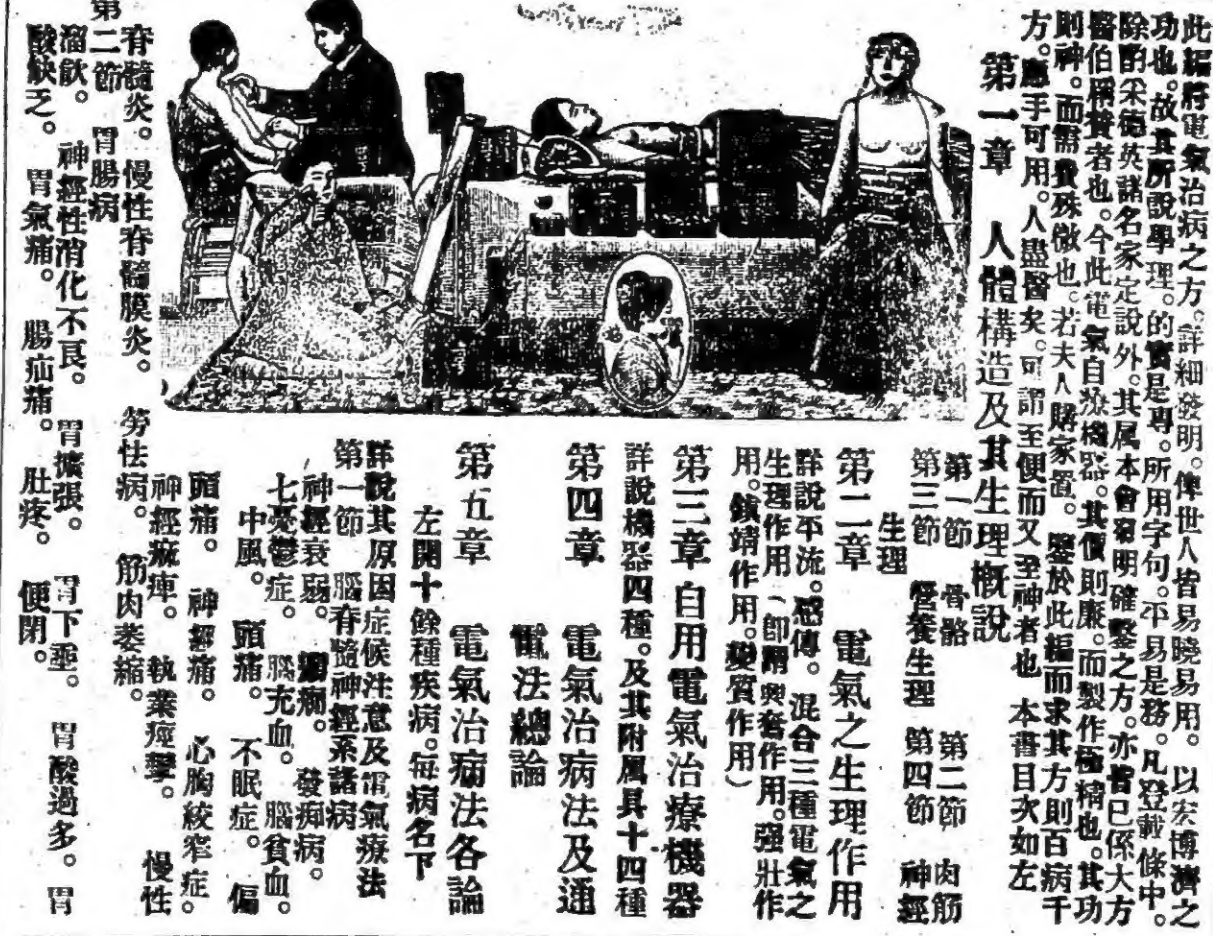 此編將電氣治病之方。詳細發明。俾世人皆易曉易用。以宏博濟之
功也。故其所說學理。的實是專。所用字句。平易是務。凡登載條中。
除酌采德英諸名家定說外。其属本會發明確鑿之方。亦皆已係大方
醫伯稱賛者也。今此電氣自療機器。其價則廉。而製作極精也。其功
則神。而需費殊微也。若夫人購家置。鑒於此編而求其方則百病千
方。應手可用。人盡醫矣。可謂至便而又至神者也 本書目次如左
第一章 人體構造及其生理槪說
第一節 骨骼 第二節 肉筋
第三節 營養生理 第四節 神經
生理
第二章 電氣之生理作用
詳說平流。感傳。混合三種電氣之
生理作用(卽興奮作用。强壯作
用。鎮靖作用。變質作用)
第三章 自用電氣治療機器
詳說機器四種。及其附属具十四種
第四章 電氣治病法及通
電法總論
第五章 電氣治病法各論
左開十餘種疾病。每病名下
詳說其原因症候注意及電氣療法
第一節 腦脊髓神經系諸病
神經衰弱。癎。發痴病。
七憂鬱症。腦充血。腦貧血。
中風。頭痛。不眠症。偏
頭痛。神經痛。心胸絞窄症。
神經痲痺。執業痙攣。慢性
脊髓炎。慢性脊髓膜炎。勞怯病。筋肉萎縮。
第二節 胃腸病
溜飲。神經性消化不良。胃擴張。胃下垂。胃酸過多。胃
酸缺乏。胃氣痛。腸疝痛。肚疼。便閉。